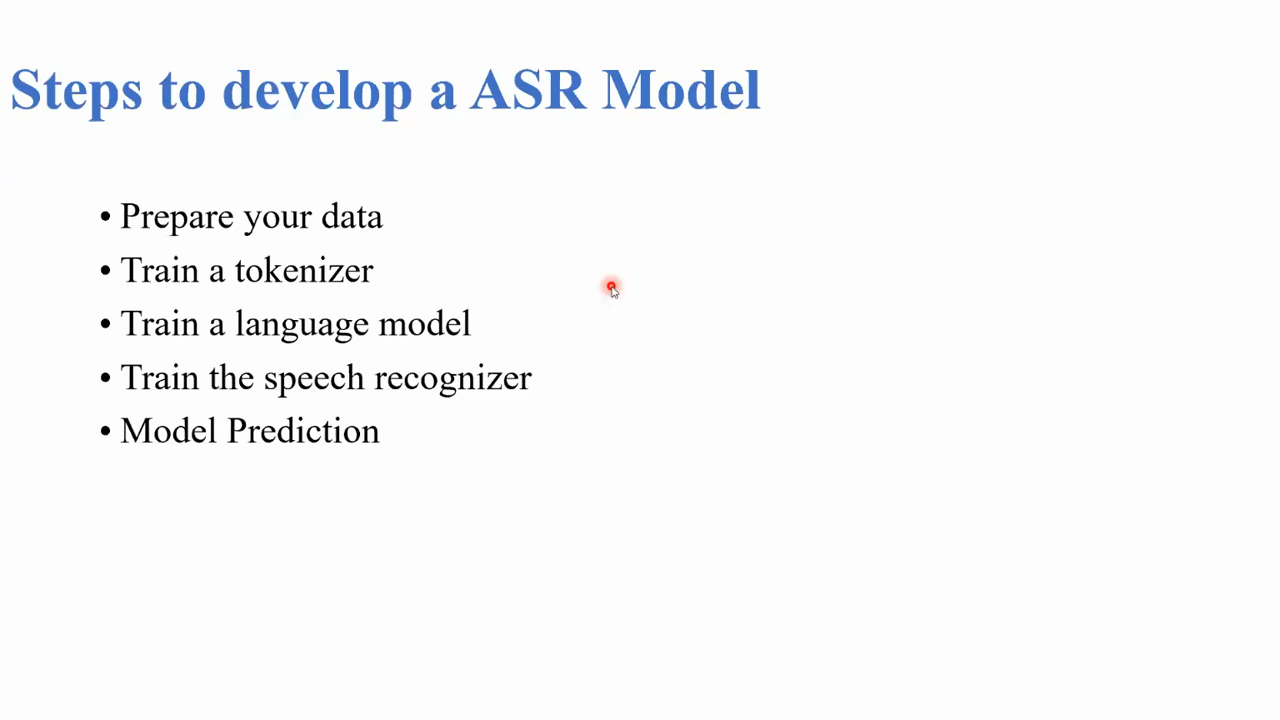 Steps to develop a ASR Model
• Prepare your data
• Train a tokenizer
• Train a language model
• Train the speech recognizer
• Model Prediction